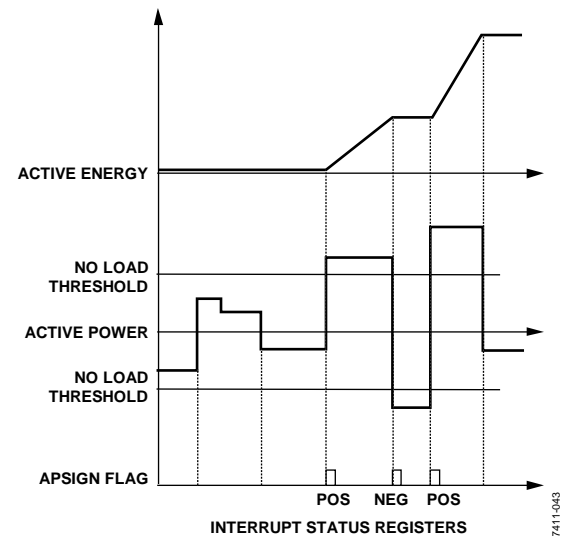 ACTIVE ENERGY
NO LOAD
THRESHOLD
ACTIVE POWER
NO LOAD
THRESHOLD
APSIGN FLAG
POS NEG POS
INTERRUPT STATUS REGISTERS
7411-043